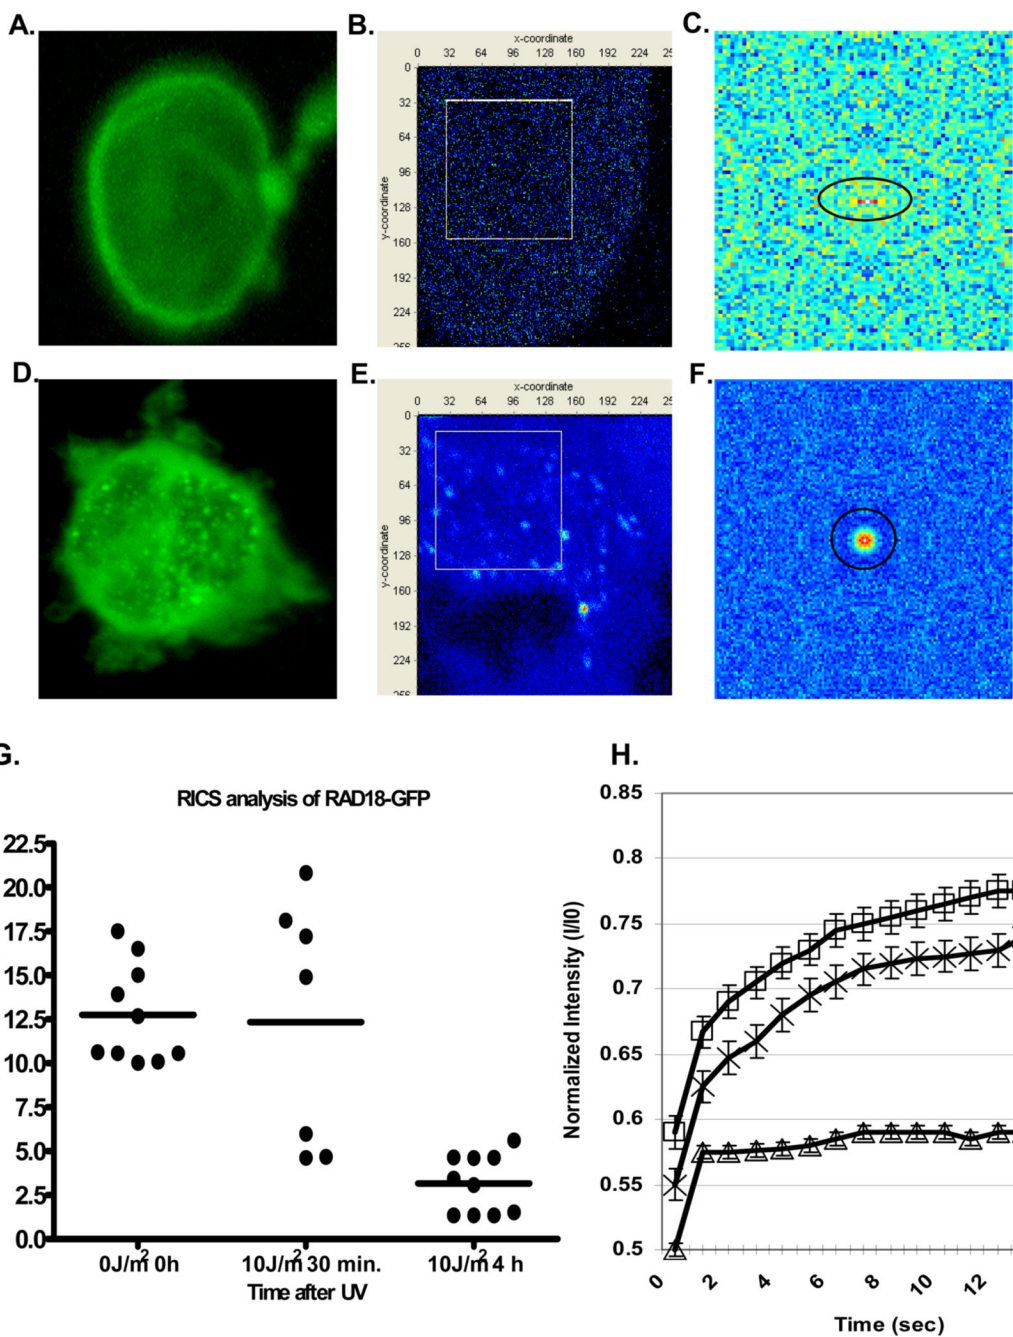 A.
B.
C.
x-coordinate
0 32 64 96 128 160 192 224 25
0
32
64
96
128
160
192
224
256
y-coordinate
D.
E.
F.
x-coordinate
0 32 64 96 128 160 192 224 25
0
32
64
96
128
160
192
224
256
y-coordinate
G.
RICS analysis of RAD18-GFP
22.5
20.0
17.5
15.0
12.5
10.0
7.5
5.0
2.5
0.0
0J/m² 0h
10J/m² 30 min.
10J/m² 4 h
Time after UV
H.
0.85
0.8
0.75
0.7
0.65
0.6
0.55
0.5
Normalized Intensity (I/I0)
0 2 4 6 8 10 12
Time (sec)